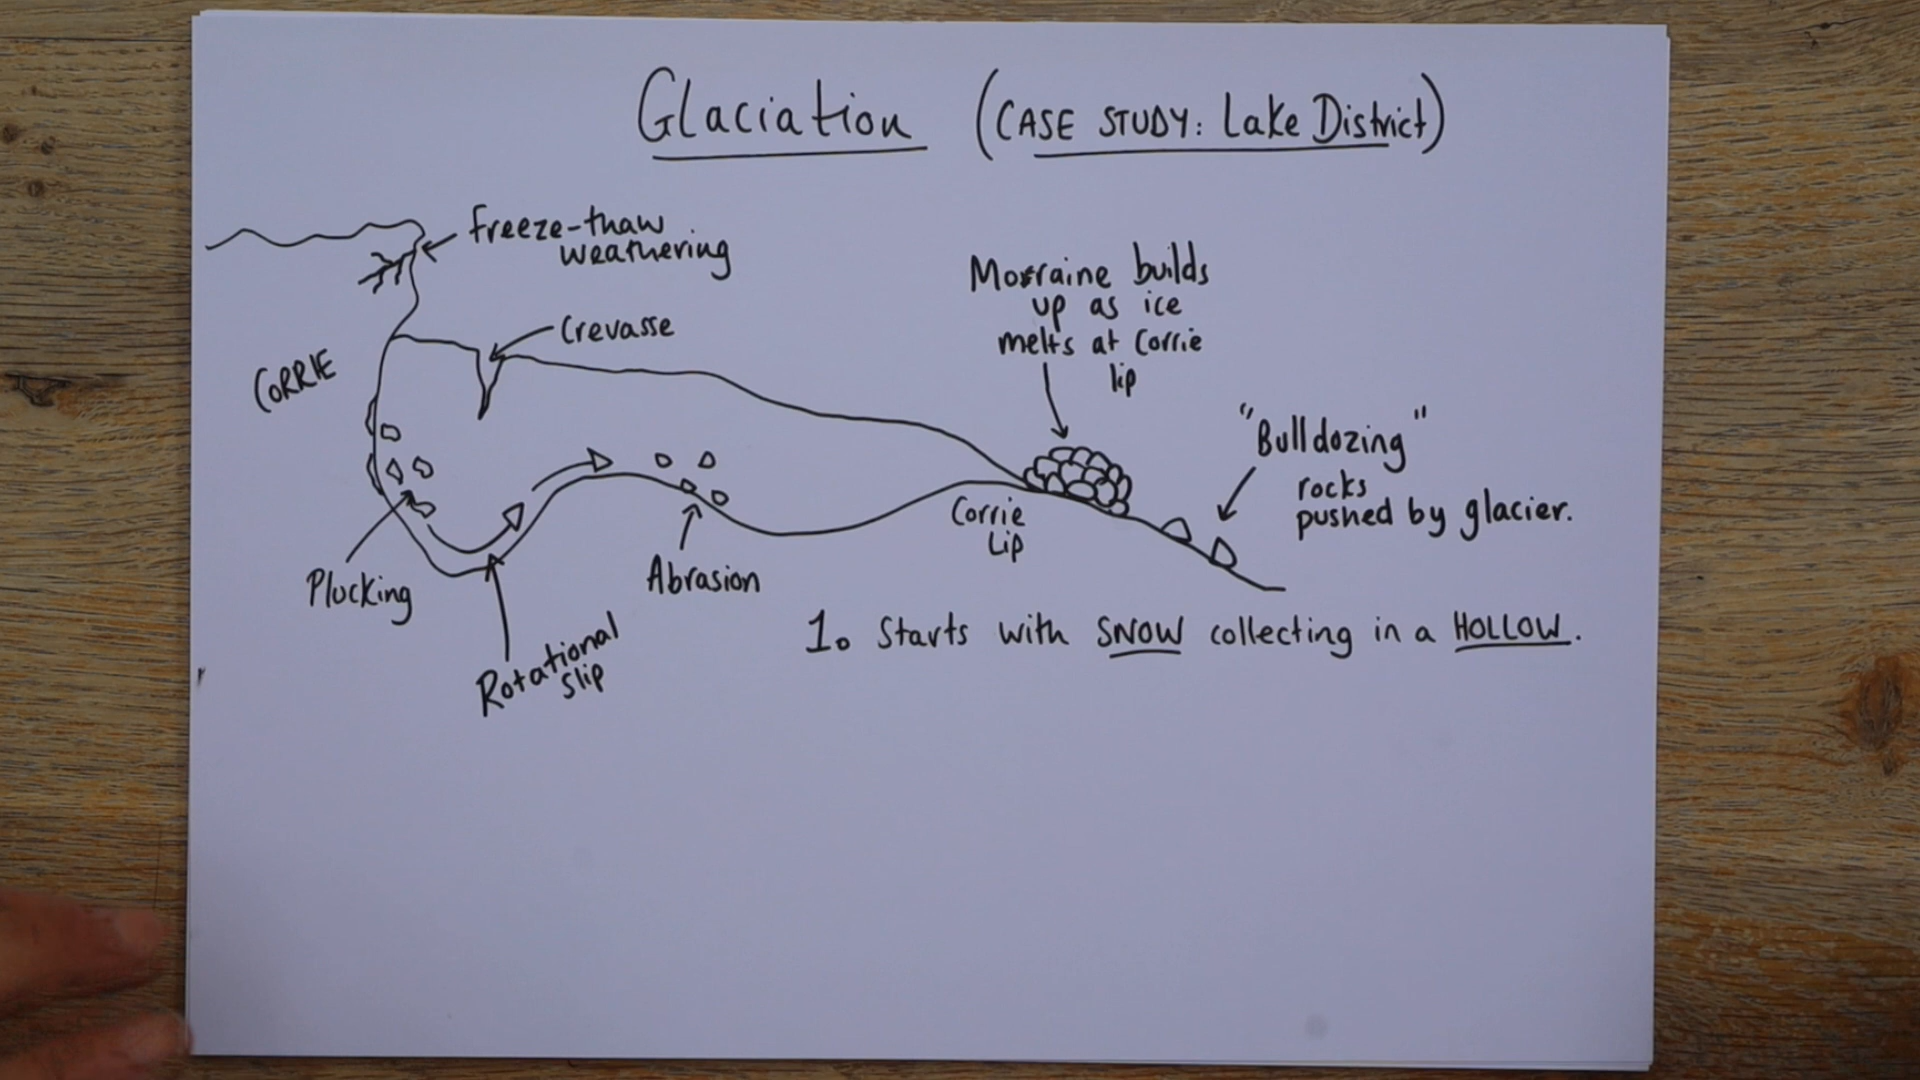 Glaciation (CASE STUDY: Lake District)
freeze-thaw
weathering
Crevasse
CORRIE
Morraine builds
up as ice
melts at Corrie
lip
"Bulldozing"
rocks
pushed by glacier.
Corrie
Lip
Plucking
Abrasion
Rotational
slip
1. Starts with SNOW collecting in a HOLLOW.